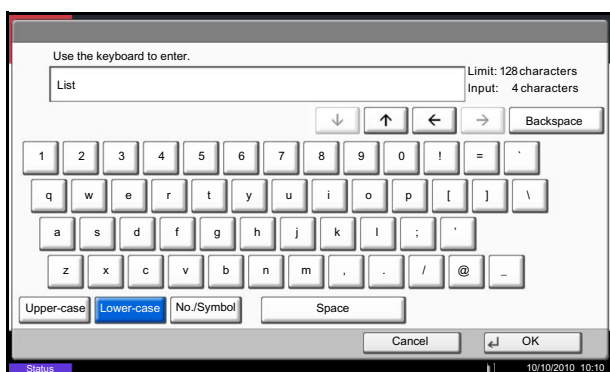 Use the keyboard to enter.
Limit: 128 characters
List
Input: 4 characters
↓ ↑ ← → Backspace
1 2 3 4 5 6 7 8 9 0 ! = `
q w e r t y u i o p [ ] \
a s d f g h j k l ; '
z x c v b n m , . / @ _
Upper-case Lower-case No./Symbol Space
Cancel OK
Status 10/10/2010 10:10